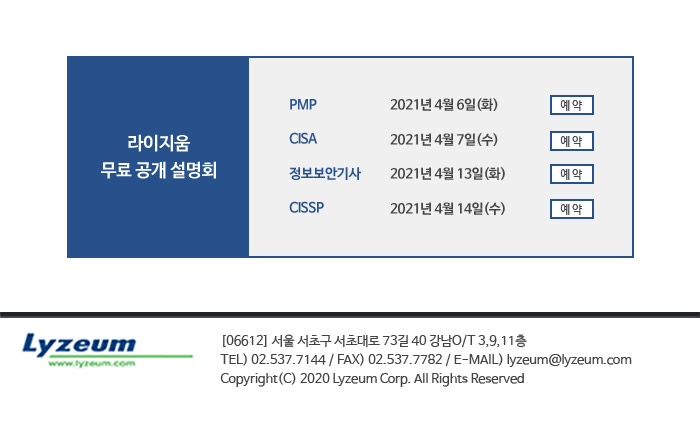 라이지움
무료 공개 설명회
PMP 2021년 4월 6일(화) 예약
CISA 2021년 4월 7일(수) 예약
정보보안기사 2021년 4월 13일(화) 예약
CISSP 2021년 4월 14일(수) 예약
Lyzeum
www.lyzeum.com
[06612] 서울 서초구 서초대로 73길 40 강남O/T 3,9,11층
TEL) 02.537.7144 / FAX) 02.537.7782 / E-MAIL) lyzeum@lyzeum.com
Copyright(C) 2020 Lyzeum Corp. All Rights Reserved